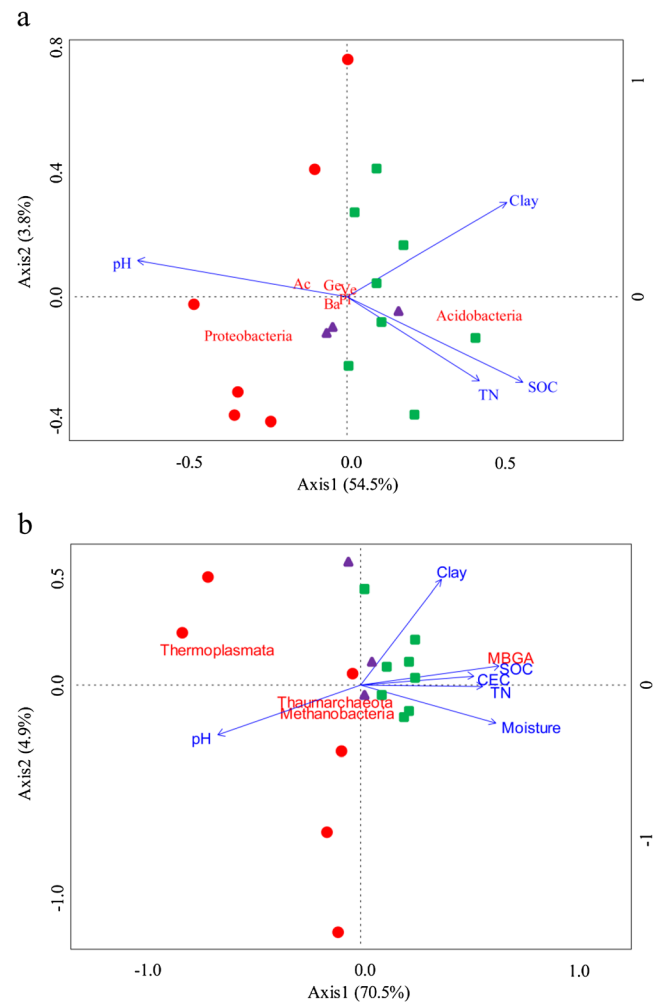 a
0.8
0.4
0.0
-0.4
Axis2 (3.8%)
1
0
Clay
pH
Ac
Ge
Ve
Pl
Ba
Proteobacteria
Acidobacteria
TN
SOC
-0.5
0.0
0.5
Axis1 (54.5%)
b
0.5
0.0
-1.0
Axis2 (4.9%)
0
-1
Clay
Thermoplasmata
MBGA
SOC
CEC
TN
Thaumarchaeota
Methanobacteria
Moisture
pH
-1.0
0.0
1.0
Axis1 (70.5%)